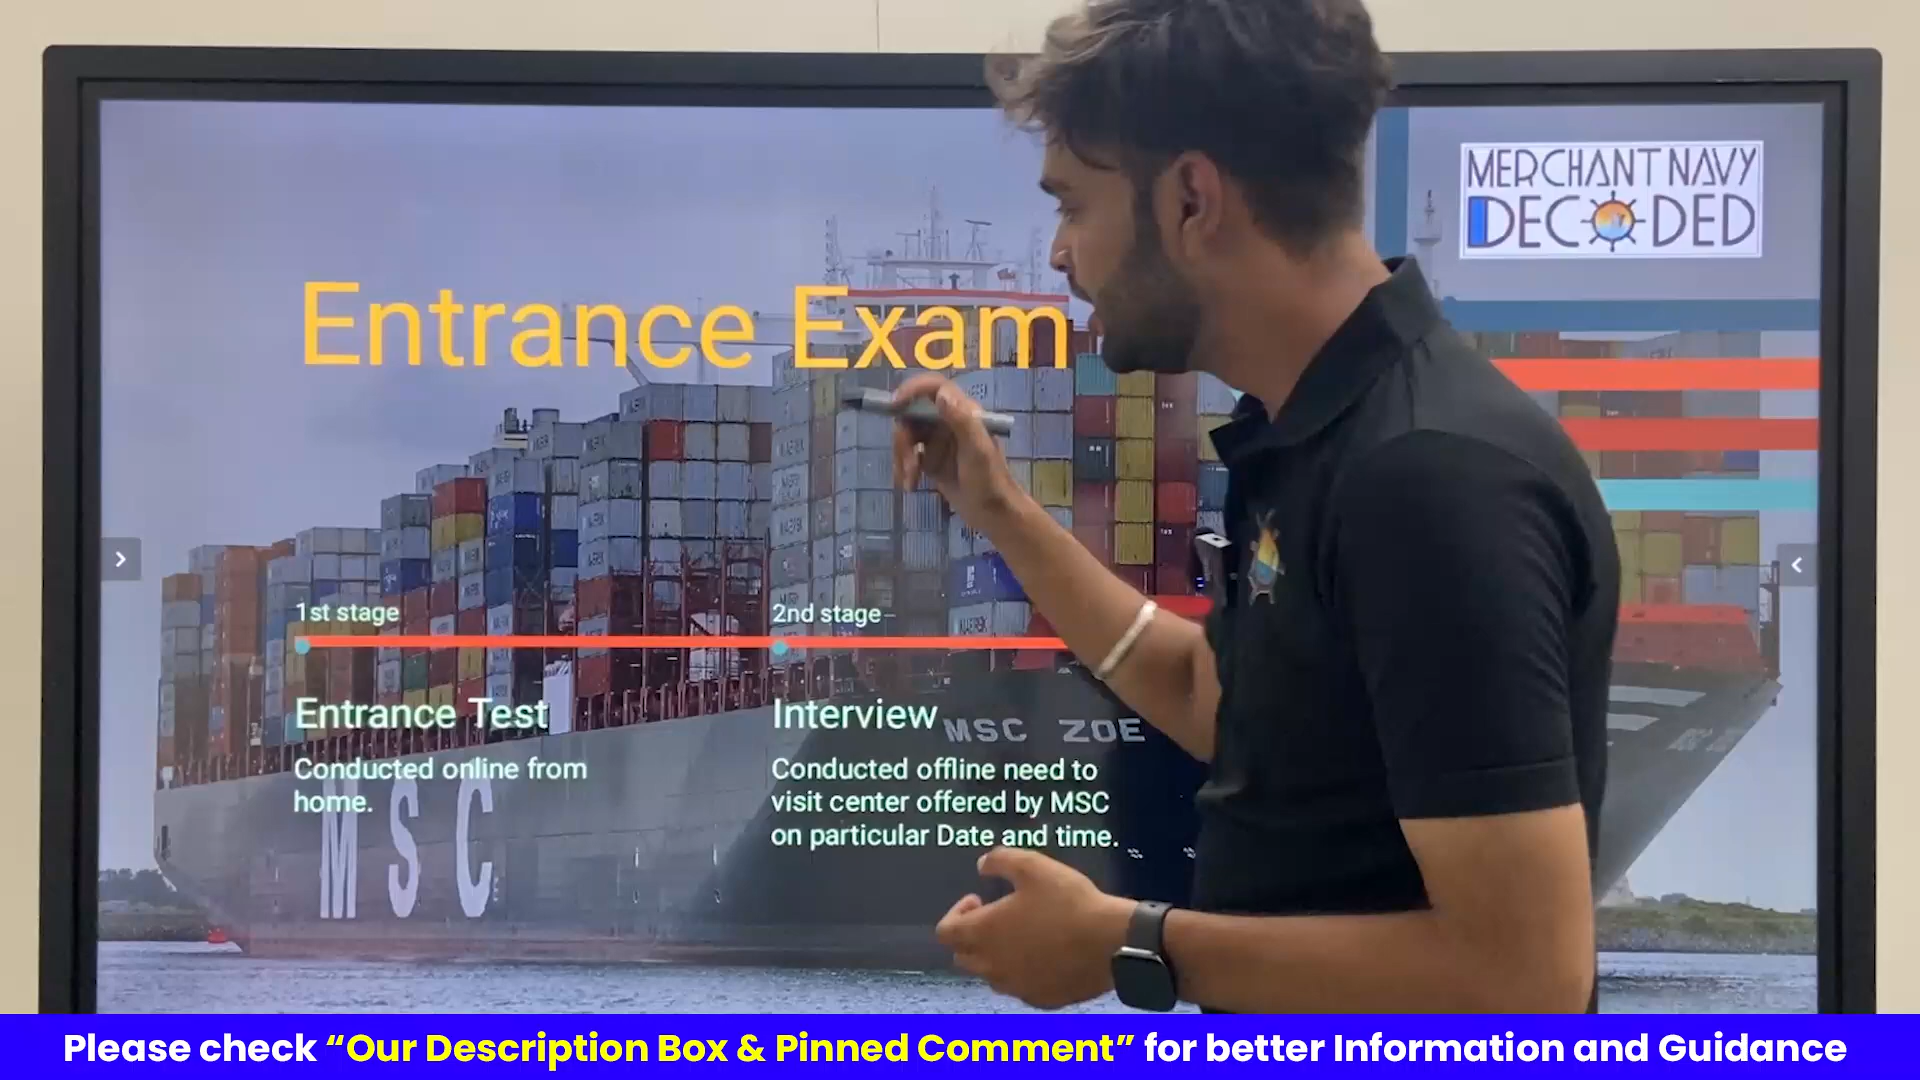 MERCHANT NAVY
DECODED
Entrance Exam
1st stage
2nd stage
Entrance Test
Interview
MSC ZOE
Conducted online from
home.
Conducted offline need to
visit center offered by MSC
on particular Date and time.
MSC
Please check “Our Description Box & Pinned Comment” for better Information and Guidance